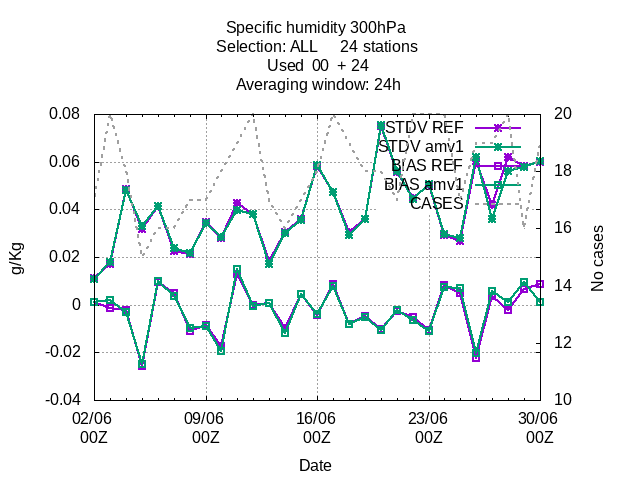 Specific humidity 300hPa
Selection: ALL 24 stations
Used 00 + 24
Averaging window: 24h
0.08
0.06
0.04
0.02
0
-0.02
-0.04
g/Kg
20
18
16
14
12
10
No cases
STDV REF
STDV amv1
BIAS REF
BIAS amv1
CASES
02/06 09/06 16/06 23/06 30/06
00Z 00Z 00Z 00Z 00Z
Date